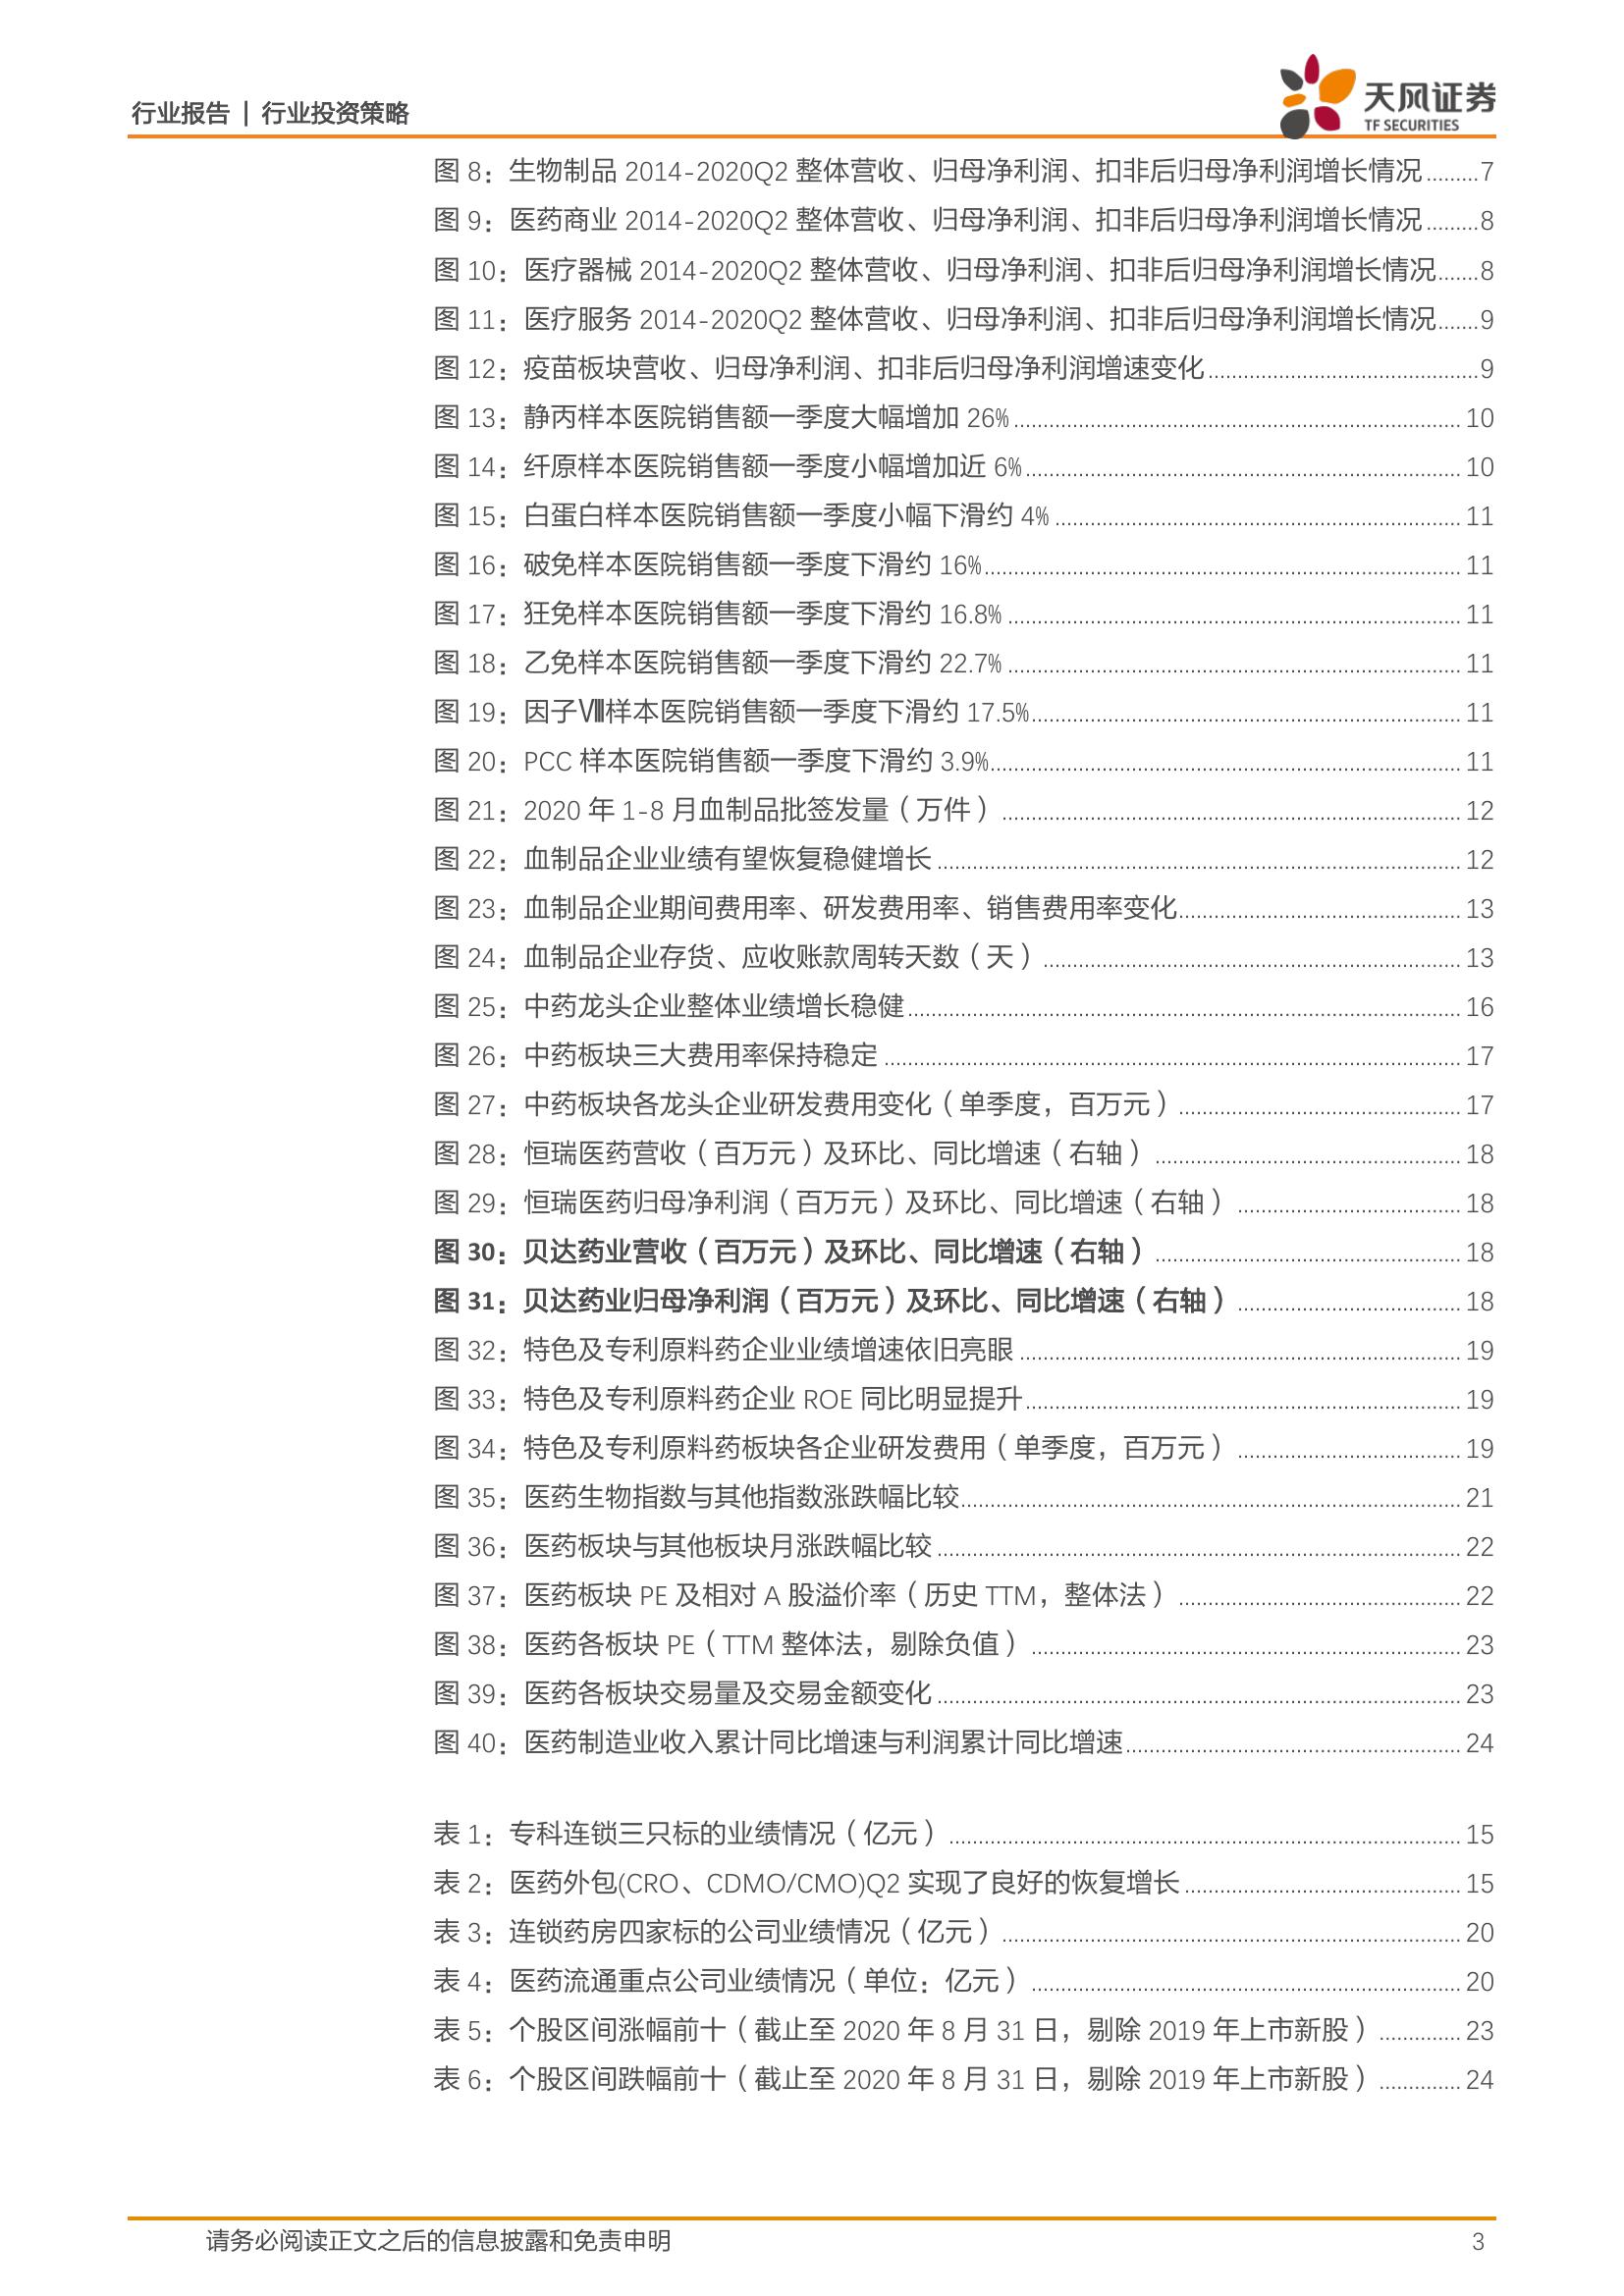 行业报告 | 行业投资策略
天风证券
TF SECURITIES
图 8：生物制品 2014-2020Q2 整体营收、归母净利润、扣非后归母净利润增长情况.........7
图 9：医药商业 2014-2020Q2 整体营收、归母净利润、扣非后归母净利润增长情况.........8
图 10：医疗器械 2014-2020Q2 整体营收、归母净利润、扣非后归母净利润增长情况.......8
图 11：医疗服务 2014-2020Q2 整体营收、归母净利润、扣非后归母净利润增长情况.......9
图 12：疫苗板块营收、归母净利润、扣非后归母净利润增速变化..............................................9
图 13：静丙样本医院销售额一季度大幅增加 26%............................................................................ 10
图 14：纤原样本医院销售额一季度小幅增加近 6%.......................................................................... 10
图 15：白蛋白样本医院销售额一季度小幅下滑约 4%..................................................................... 11
图 16：破免样本医院销售额一季度下滑约 16%................................................................................. 11
图 17：狂免样本医院销售额一季度下滑约 16.8%............................................................................. 11
图 18：乙免样本医院销售额一季度下滑约 22.7%............................................................................. 11
图 19：因子Ⅷ样本医院销售额一季度下滑约 17.5%......................................................................... 11
图 20：PCC 样本医院销售额一季度下滑约 3.9%................................................................................ 11
图 21：2020 年 1-8 月血制品批签发量（万件）.............................................................................. 12
图 22：血制品企业业绩有望恢复稳健增长......................................................................................... 12
图 23：血制品企业期间费用率、研发费用率、销售费用率变化................................................ 13
图 24：血制品企业存货、应收账款周转天数（天）....................................................................... 13
图 25：中药龙头企业整体业绩增长稳健.............................................................................................. 16
图 26：中药板块三大费用率保持稳定.................................................................................................. 17
图 27：中药板块各龙头企业研发费用变化（单季度，百万元）................................................ 17
图 28：恒瑞医药营收（百万元）及环比、同比增速（右轴）.................................................... 18
图 29：恒瑞医药归母净利润（百万元）及环比、同比增速（右轴）...................................... 18
图 30：贝达药业营收（百万元）及环比、同比增速（右轴）.................................................... 18
图 31：贝达药业归母净利润（百万元）及环比、同比增速（右轴）...................................... 18
图 32：特色及专利原料药企业业绩增速依旧亮眼........................................................................... 19
图 33：特色及专利原料药企业 ROE 同比明显提升.......................................................................... 19
图 34：特色及专利原料药板块各企业研发费用（单季度，百万元）...................................... 19
图 35：医药生物指数与其他指数涨跌幅比较..................................................................................... 21
图 36：医药板块与其他板块月涨跌幅比较......................................................................................... 22
图 37：医药板块 PE 及相对 A 股溢价率（历史 TTM，整体法）................................................ 22
图 38：医药各板块 PE（TTM 整体法，剔除负值）......................................................................... 23
图 39：医药各板块交易量及交易金额变化......................................................................................... 23
图 40：医药制造业收入累计同比增速与利润累计同比增速......................................................... 24
表 1：专科连锁三只标的业绩情况（亿元）....................................................................................... 15
表 2：医药外包(CRO、CDMO/CMO)Q2 实现了良好的恢复增长............................................... 15
表 3：连锁药房四家标的公司业绩情况（亿元）.............................................................................. 20
表 4：医药流通重点公司业绩情况（单位：亿元）......................................................................... 20
表 5：个股区间涨幅前十（截止至 2020 年 8 月 31 日，剔除 2019 年上市新股）.............. 23
表 6：个股区间跌幅前十（截止至 2020 年 8 月 31 日，剔除 2019 年上市新股）.............. 24
请务必阅读正文之后的信息披露和免责申明
3